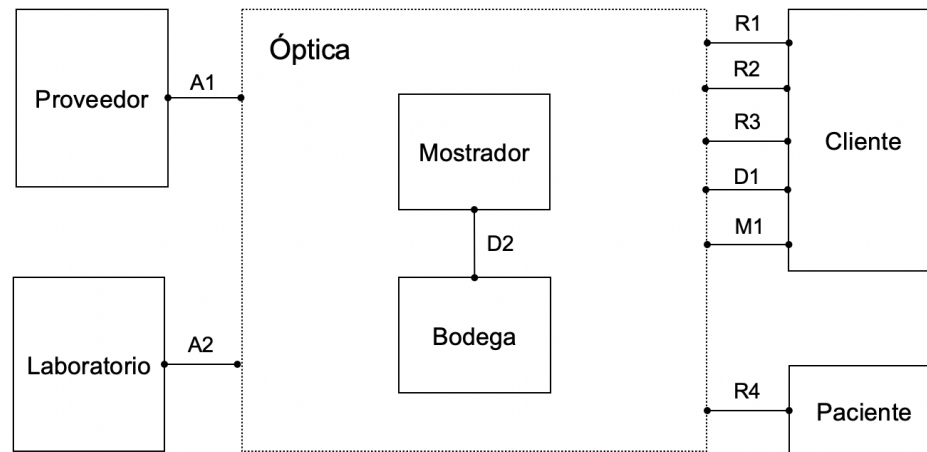 Óptica
Proveedor
A1
Mostrador
D2
Bodega
Laboratorio
A2
R1
R2
R3
D1
M1
Cliente
R4
Paciente